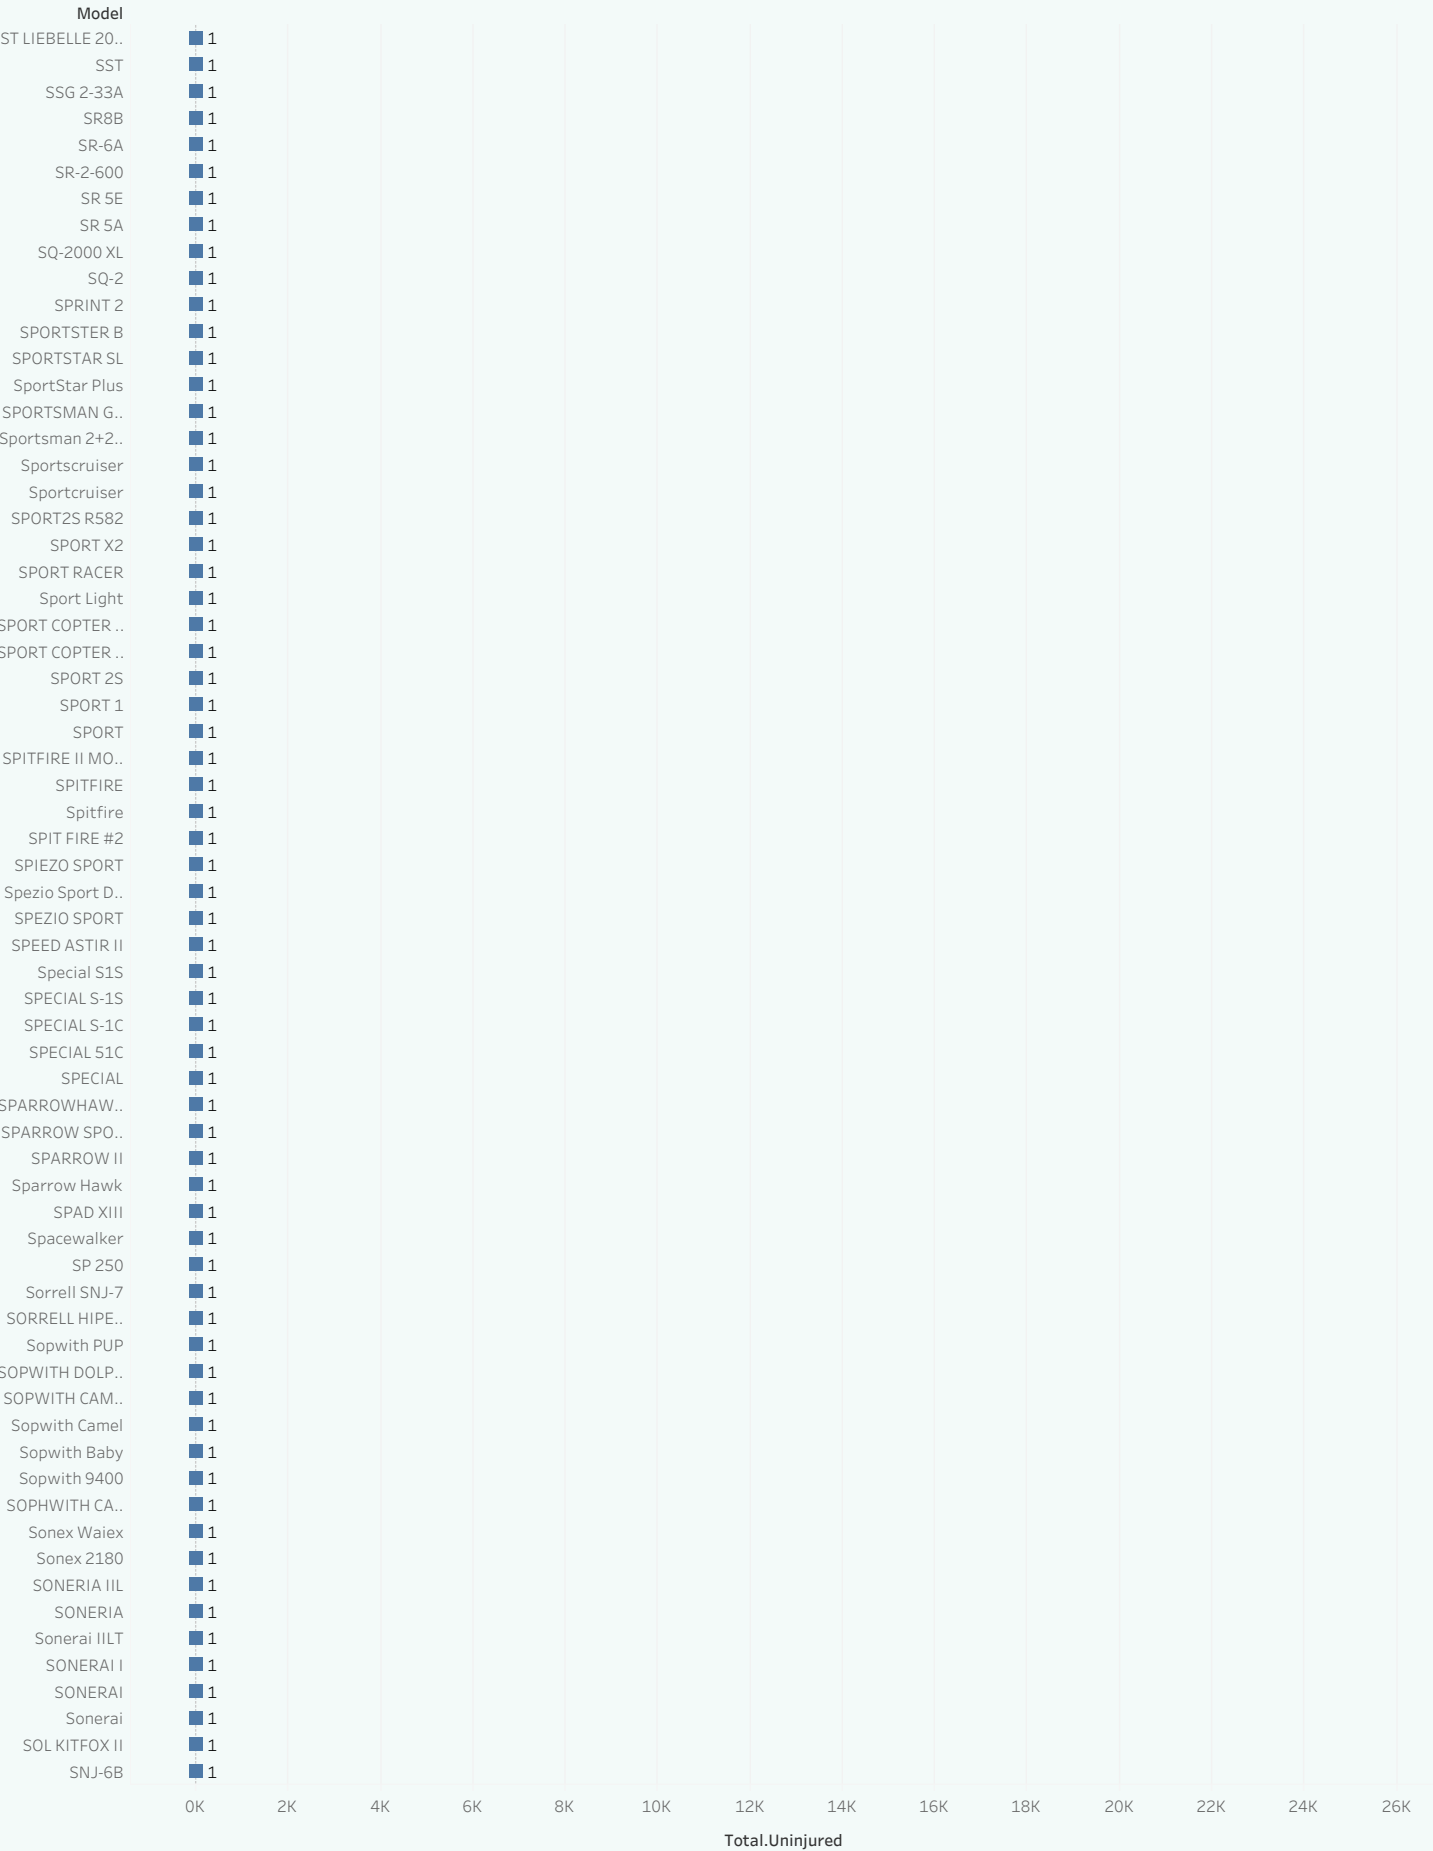 Model
ST LIEBELLE 20.. 1
SST 1
SSG 2-33A 1
SR8B 1
SR-6A 1
SR-2-600 1
SR 5E 1
SR 5A 1
SQ-2000 XL 1
SQ-2 1
SPRINT 2 1
SPORTSTER B 1
SPORTSTAR SL 1
SportStar Plus 1
SPORTSMAN G.. 1
Sportsman 2+2.. 1
Sportscruiser 1
Sportcruiser 1
SPORT2S R582 1
SPORT X2 1
SPORT RACER 1
Sport Light 1
SPORT COPTER .. 1
SPORT COPTER .. 1
SPORT 2S 1
SPORT 1 1
SPORT 1
SPITFIRE II MO.. 1
SPITFIRE 1
Spitfire 1
SPIT FIRE #2 1
SPIEZO SPORT 1
Spezio Sport D.. 1
SPEZIO SPORT 1
SPEED ASTIR II 1
Special S1S 1
SPECIAL S-1S 1
SPECIAL S-1C 1
SPECIAL 51C 1
SPECIAL 1
SPARROWHAW.. 1
SPARROW SPO.. 1
SPARROW II 1
Sparrow Hawk 1
SPAD XIII 1
Spacewalker 1
SP 250 1
Sorrell SNJ-7 1
SORRELL HIPE.. 1
Sopwith PUP 1
SOPWITH DOLP.. 1
SOPWITH CAM.. 1
Sopwith Camel 1
Sopwith Baby 1
Sopwith 9400 1
SOPHWITH CA.. 1
Sonex Waiex 1
Sonex 2180 1
SONERIA IIL 1
SONERIA 1
Sonerai IILT 1
SONERAI I 1
SONERAI 1
Sonerai 1
SOL KITFOX II 1
SNJ-6B 1
0K 2K 4K 6K 8K 10K 12K 14K 16K 18K 20K 22K 24K 26K
Total.Uninjured